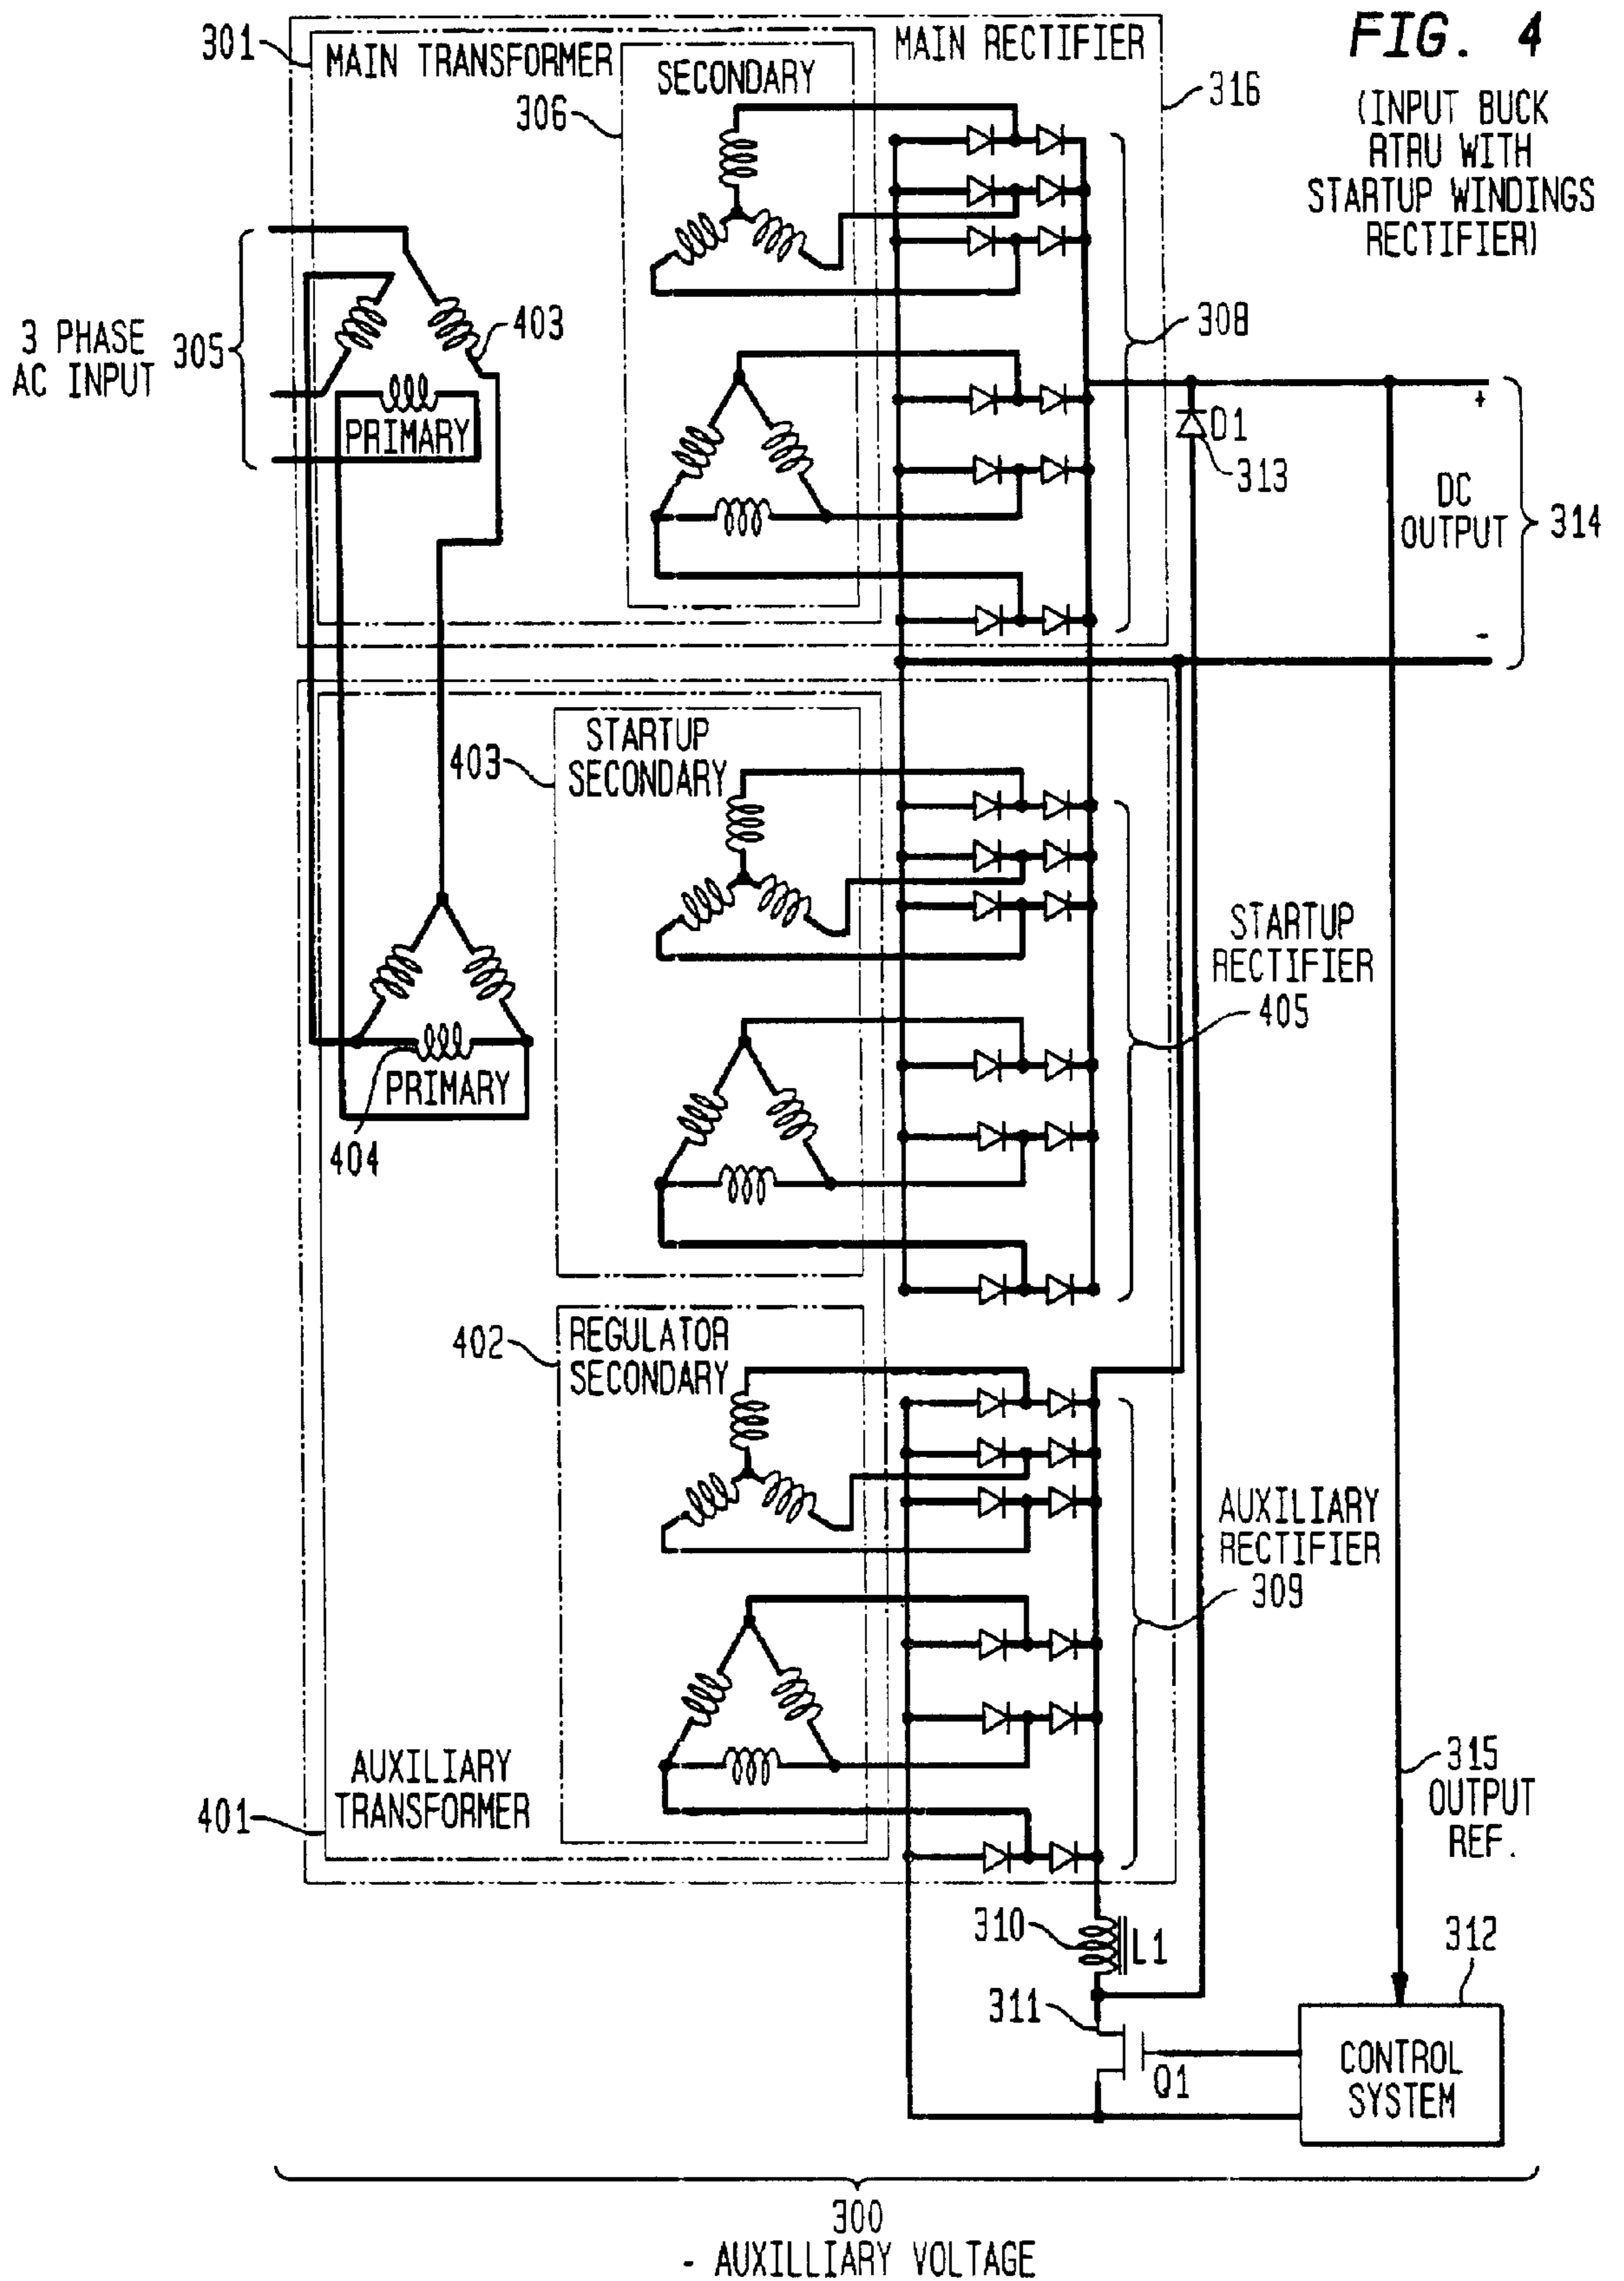 FIG. 4
(INPUT BUCK
RTRU WITH
STARTUP WINDINGS
RECTIFIER)
301
MAIN TRANSFORMER
MAIN RECTIFIER
SECONDARY
306
316
3 PHASE
AC INPUT
305
403
PRIMARY
308
+
D1
313
DC
OUTPUT
314
-
STARTUP
SECONDARY
403
STARTUP
RECTIFIER
405
PRIMARY
404
402
REGULATOR
SECONDARY
AUXILIARY
RECTIFIER
309
AUXILIARY
TRANSFORMER
401
315
OUTPUT
REF.
310
L1
312
311
Q1
CONTROL
SYSTEM
300
- AUXILLIARY VOLTAGE